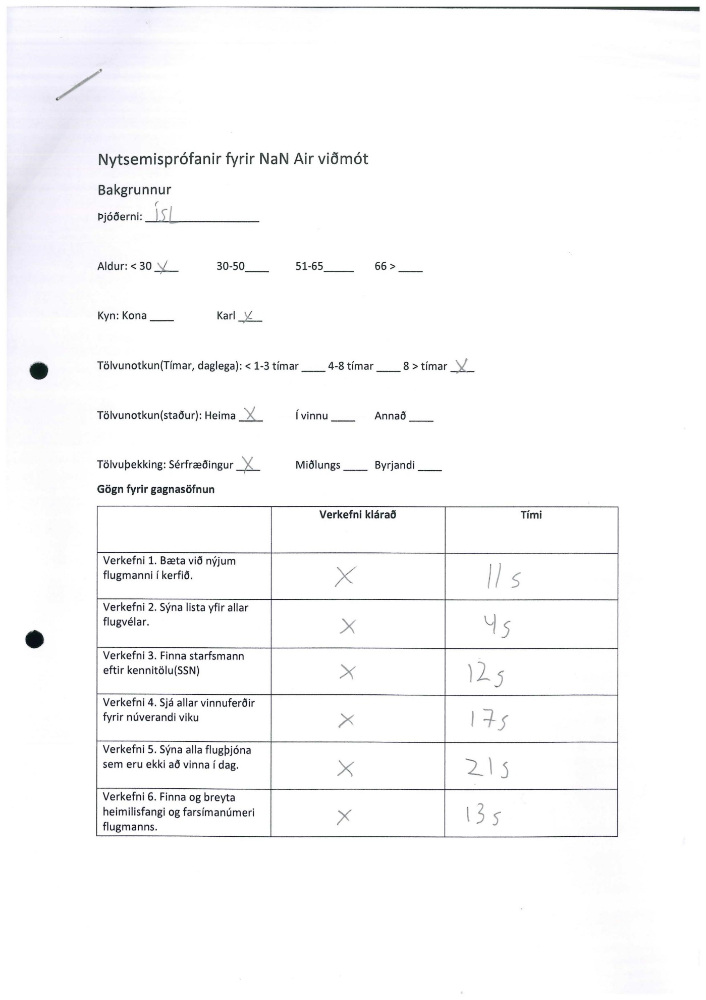 Nytsemisprófanir fyrir NaN Air viðmót
Bakgrunnur
Þjóðerni: ÍSL
Aldur: < 30 X 30-50____ 51-65____ 66 > ____
Kyn: Kona ____ Karl X
Tölvunotkun(Tímar, daglega): < 1-3 tímar ____ 4-8 tímar ____ 8 > tímar X
Tölvunotkun(staður): Heima X Í vinnu ____ Annað ____
Tölvuþekking: Sérfræðingur X Miðlungs ____ Byrjandi ____
Gögn fyrir gagnasöfnun
Verkefni klárað Tími
Verkefni 1. Bæta við nýjum
flugmanni í kerfið. X 11 s
Verkefni 2. Sýna lista yfir allar
flugvélar. X 4s
Verkefni 3. Finna starfsmann
eftir kennitölu(SSN) X 12s
Verkefni 4. Sjá allar vinnuferðir
fyrir núverandi viku X 17s
Verkefni 5. Sýna alla flugþjóna
sem eru ekki að vinna í dag. X 21s
Verkefni 6. Finna og breyta
heimilisfangi og farsímanúmeri X 13s
flugmanns.